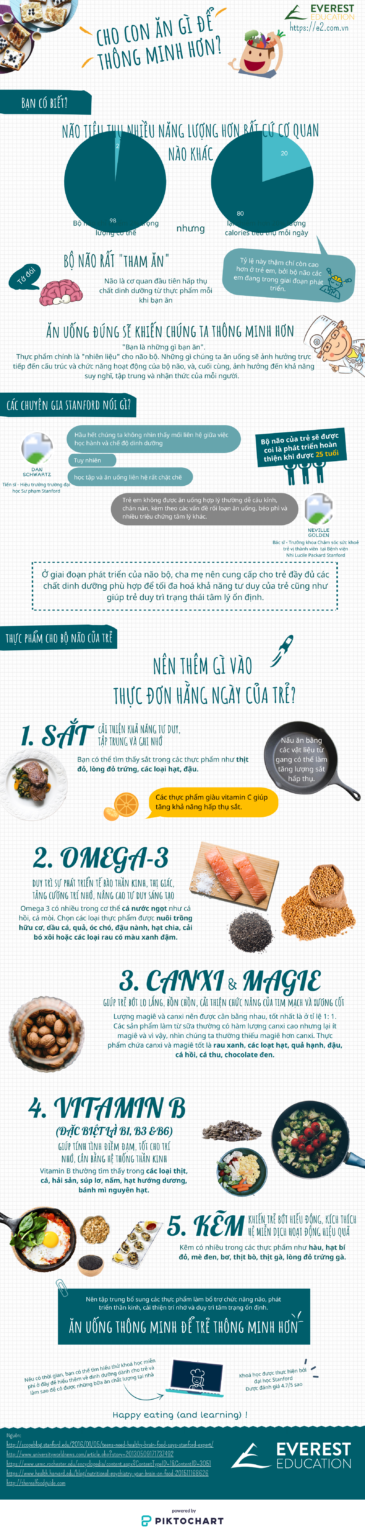 EVEREST
EDUCATION
https://e2.com.vn
CHO CON ĂN GÌ ĐỂ
THÔNG MINH HƠN?
BẠN CÓ BIẾT?
NÃO TIÊU THỤ NHIỀU NĂNG LƯỢNG HƠN BẤT CỨ CƠ QUAN
NÀO KHÁC
2
98
20
80
lượng cơ thể
nhưng
calories tiêu thụ mỗi ngày
BỘ NÃO RẤT "THAM ĂN"
Tớ đói
Não là cơ quan đầu tiên hấp thụ
chất dinh dưỡng từ thực phẩm mỗi
khi bạn ăn
Tỷ lệ này thậm chí còn cao
hơn ở trẻ em, bởi bộ não các
em đang trong giai đoạn phát
triển.
ĂN UỐNG ĐÚNG SẼ KHIẾN CHÚNG TA THÔNG MINH HƠN
"Bạn là những gì bạn ăn".
Thực phẩm chính là "nhiên liệu" cho não bộ. Những gì chúng ta ăn uống sẽ ảnh hưởng trực
tiếp đến cấu trúc và chức năng hoạt động của bộ não, và, cuối cùng, ảnh hưởng đến khả năng
suy nghĩ, tập trung và nhận thức của mỗi người.
CÁC CHUYÊN GIA STANFORD NÓI GÌ?
Hầu hết chúng ta không nhìn thấy mối liên hệ giữa việc
học hành và chế độ dinh dưỡng
Tuy nhiên
học tập và ăn uống liên hệ rất chặt chẽ
DAN
SCHWARTZ
Tiến sĩ - Hiệu trưởng trường đại
học Sư phạm Stanford
Bộ não của trẻ sẽ được
coi là phát triển hoàn
thiện khi được 25 tuổi
Trẻ em không được ăn uống hợp lý thường dễ cáu kỉnh,
chán nản, kèm theo các vấn đề rối loạn ăn uống, béo phì và
nhiều triệu chứng tâm lý khác.
NEVILLE
GOLDEN
Bác sĩ - Trưởng khoa Chăm sóc sức khoẻ
trẻ vị thành niên tại Bệnh viện
Nhi Lucile Packard Stanford
Ở giai đoạn phát triển của não bộ, cha mẹ nên cung cấp cho trẻ đầy đủ các
chất dinh dưỡng phù hợp để tối đa hoá khả năng tư duy của trẻ cũng như
giúp trẻ duy trì trạng thái tâm lý ổn định.
THỰC PHẨM CHO BỘ NÃO CỦA TRẺ
NÊN THÊM GÌ VÀO
THỰC ĐƠN HẰNG NGÀY CỦA TRẺ?
1. SẮT CẢI THIỆN KHẢ NĂNG TƯ DUY,
TẬP TRUNG VÀ GHI NHỚ
Bạn có thể tìm thấy sắt trong các thực phẩm như thịt
đỏ, lòng đỏ trứng, các loại hạt, đậu.
Nấu ăn bằng
các vật liệu từ
gang có thể làm
tăng lượng sắt
hấp thụ.
Các thực phẩm giàu vitamin C giúp
tăng khả năng hấp thụ sắt.
2. OMEGA-3
DUY TRÌ SỰ PHÁT TRIỂN TẾ BÀO THẦN KINH, THỊ GIÁC,
TĂNG CƯỜNG TRÍ NHỚ, NÂNG CAO TƯ DUY SÁNG TẠO
Omega 3 có nhiều trong cơ thể cá nước ngọt như cá
hồi, cá mòi. Chọn các loại thực phẩm được nuôi trồng
hữu cơ, dầu cá, quả, óc chó, đậu nành, hạt chia, cải
bó xôi hoặc các loại rau có màu xanh đậm.
3. CANXI & MAGIE
GIÚP TRẺ BỚT LO LẮNG, BỒN CHỒN, CẢI THIỆN CHỨC NĂNG CỦA TIM MẠCH VÀ XƯƠNG CỐT
Lượng magiê và canxi nên được cân bằng nhau, tốt nhất là ở tỉ lệ 1: 1.
Các sản phẩm làm từ sữa thường có hàm lượng canxi cao nhưng lại ít
magiê và vì vậy, nhìn chúng ta thường thiếu magiê hơn canxi. Thực
phẩm chứa canxi và magiê tốt là rau xanh, các loạt hạt, quả hạnh, đậu,
cá hồi, cá thu, chocolate đen.
4. VITAMIN B
(ĐẶC BIỆT LÀ B1, B3 & B6)
GIÚP TÍNH TÌNH ĐIỀM ĐẠM, TỐT CHO TRÍ
NHỚ, CÂN BẰNG HỆ THỐNG THẦN KINH
Vitamin B thường tìm thấy trong các loại thịt,
cá, hải sản, súp lơ, nấm, hạt hướng dương,
bánh mì nguyên hạt.
5. KẼM KHIẾN TRẺ BỚT HIẾU ĐỘNG, KÍCH THÍCH
HỆ MIỄN DỊCH HOẠT ĐỘNG HIỆU QUẢ
Kẽm có nhiều trong các thực phẩm như hàu, hạt bí
đỏ, mè đen, bơ, thịt bò, thịt gà, lòng đỏ trứng gà.
Nên tập trung bổ sung các thực phẩm làm bổ trợ chức năng não, phát
triển thần kinh, cải thiện trí nhớ và duy trì tâm trạng ổn định.
ĂN UỐNG THÔNG MINH ĐỂ TRẺ THÔNG MINH HƠN
Nếu có thời gian, bạn có thể tìm hiểu thử khoá học miễn
phí ở đây để hiểu thêm về dinh dưỡng dành cho trẻ và
làm sao để có được những bữa ăn chất lượng tại nhà
Khoá học được thực hiện bởi
đại học Stanford
Được đánh giá 4.7/5 sao
Happy eating (and learning) !
Nguồn:
EVEREST
EDUCATION
powered by
PIKTOCHART